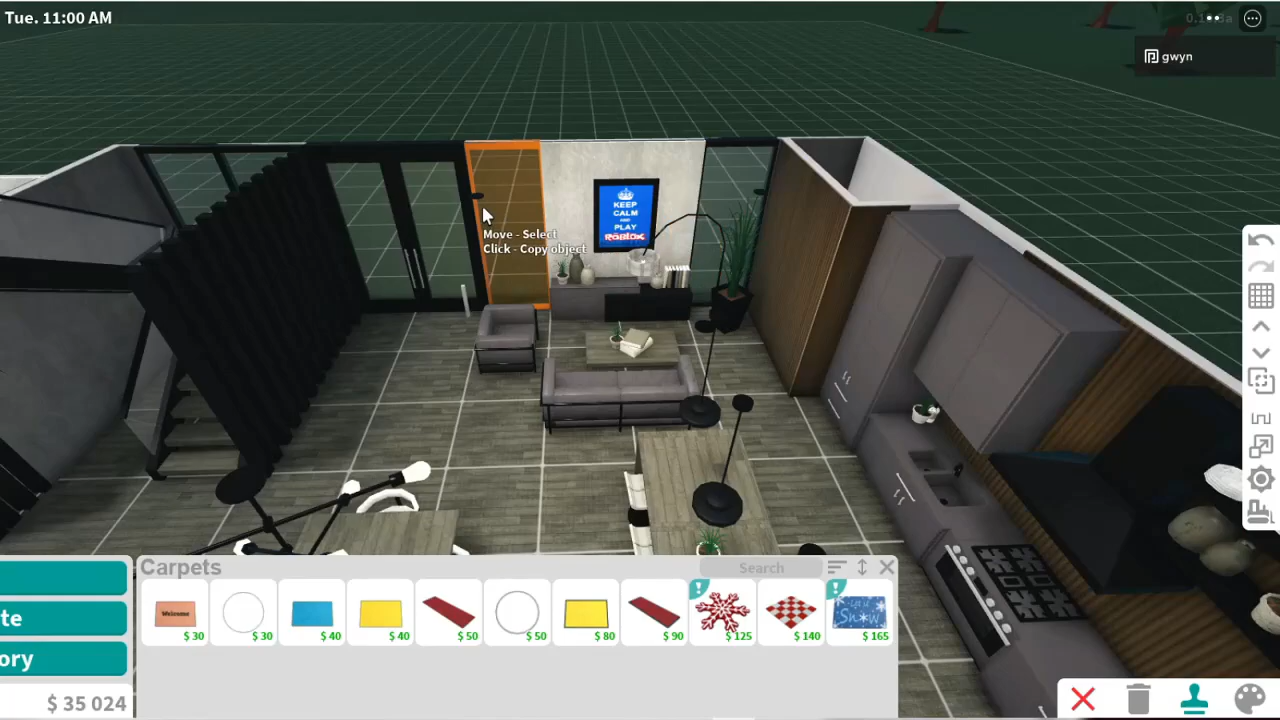 Tue. 11:00 AM
gwyn
KEEP
CALM
AND
PLAY
ROBLOX
Move - Select
Click - Copy object
Carpets
Search
Welcome
$ 30
$ 30
$ 40
$ 40
$ 50
$ 50
$ 80
$ 90
$ 125
$ 140
$ 165
te
ory
$ 35 024